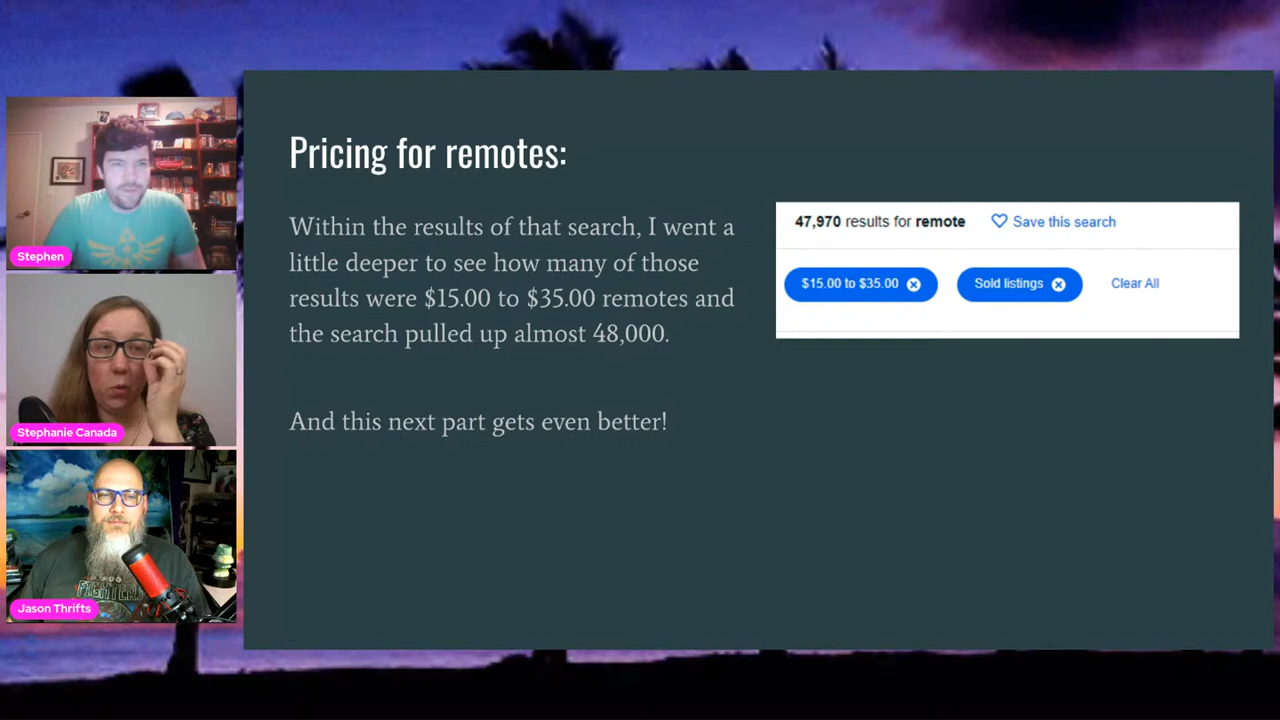 Pricing for remotes:
Within the results of that search, I went a
little deeper to see how many of those
results were $15.00 to $35.00 remotes and
the search pulled up almost 48,000.
And this next part gets even better!
47,970 results for remote
Save this search
$15.00 to $35.00
Sold listings
Clear All
Stephen
Stephanie Canada
FIGHTERS
Jason Thrifts